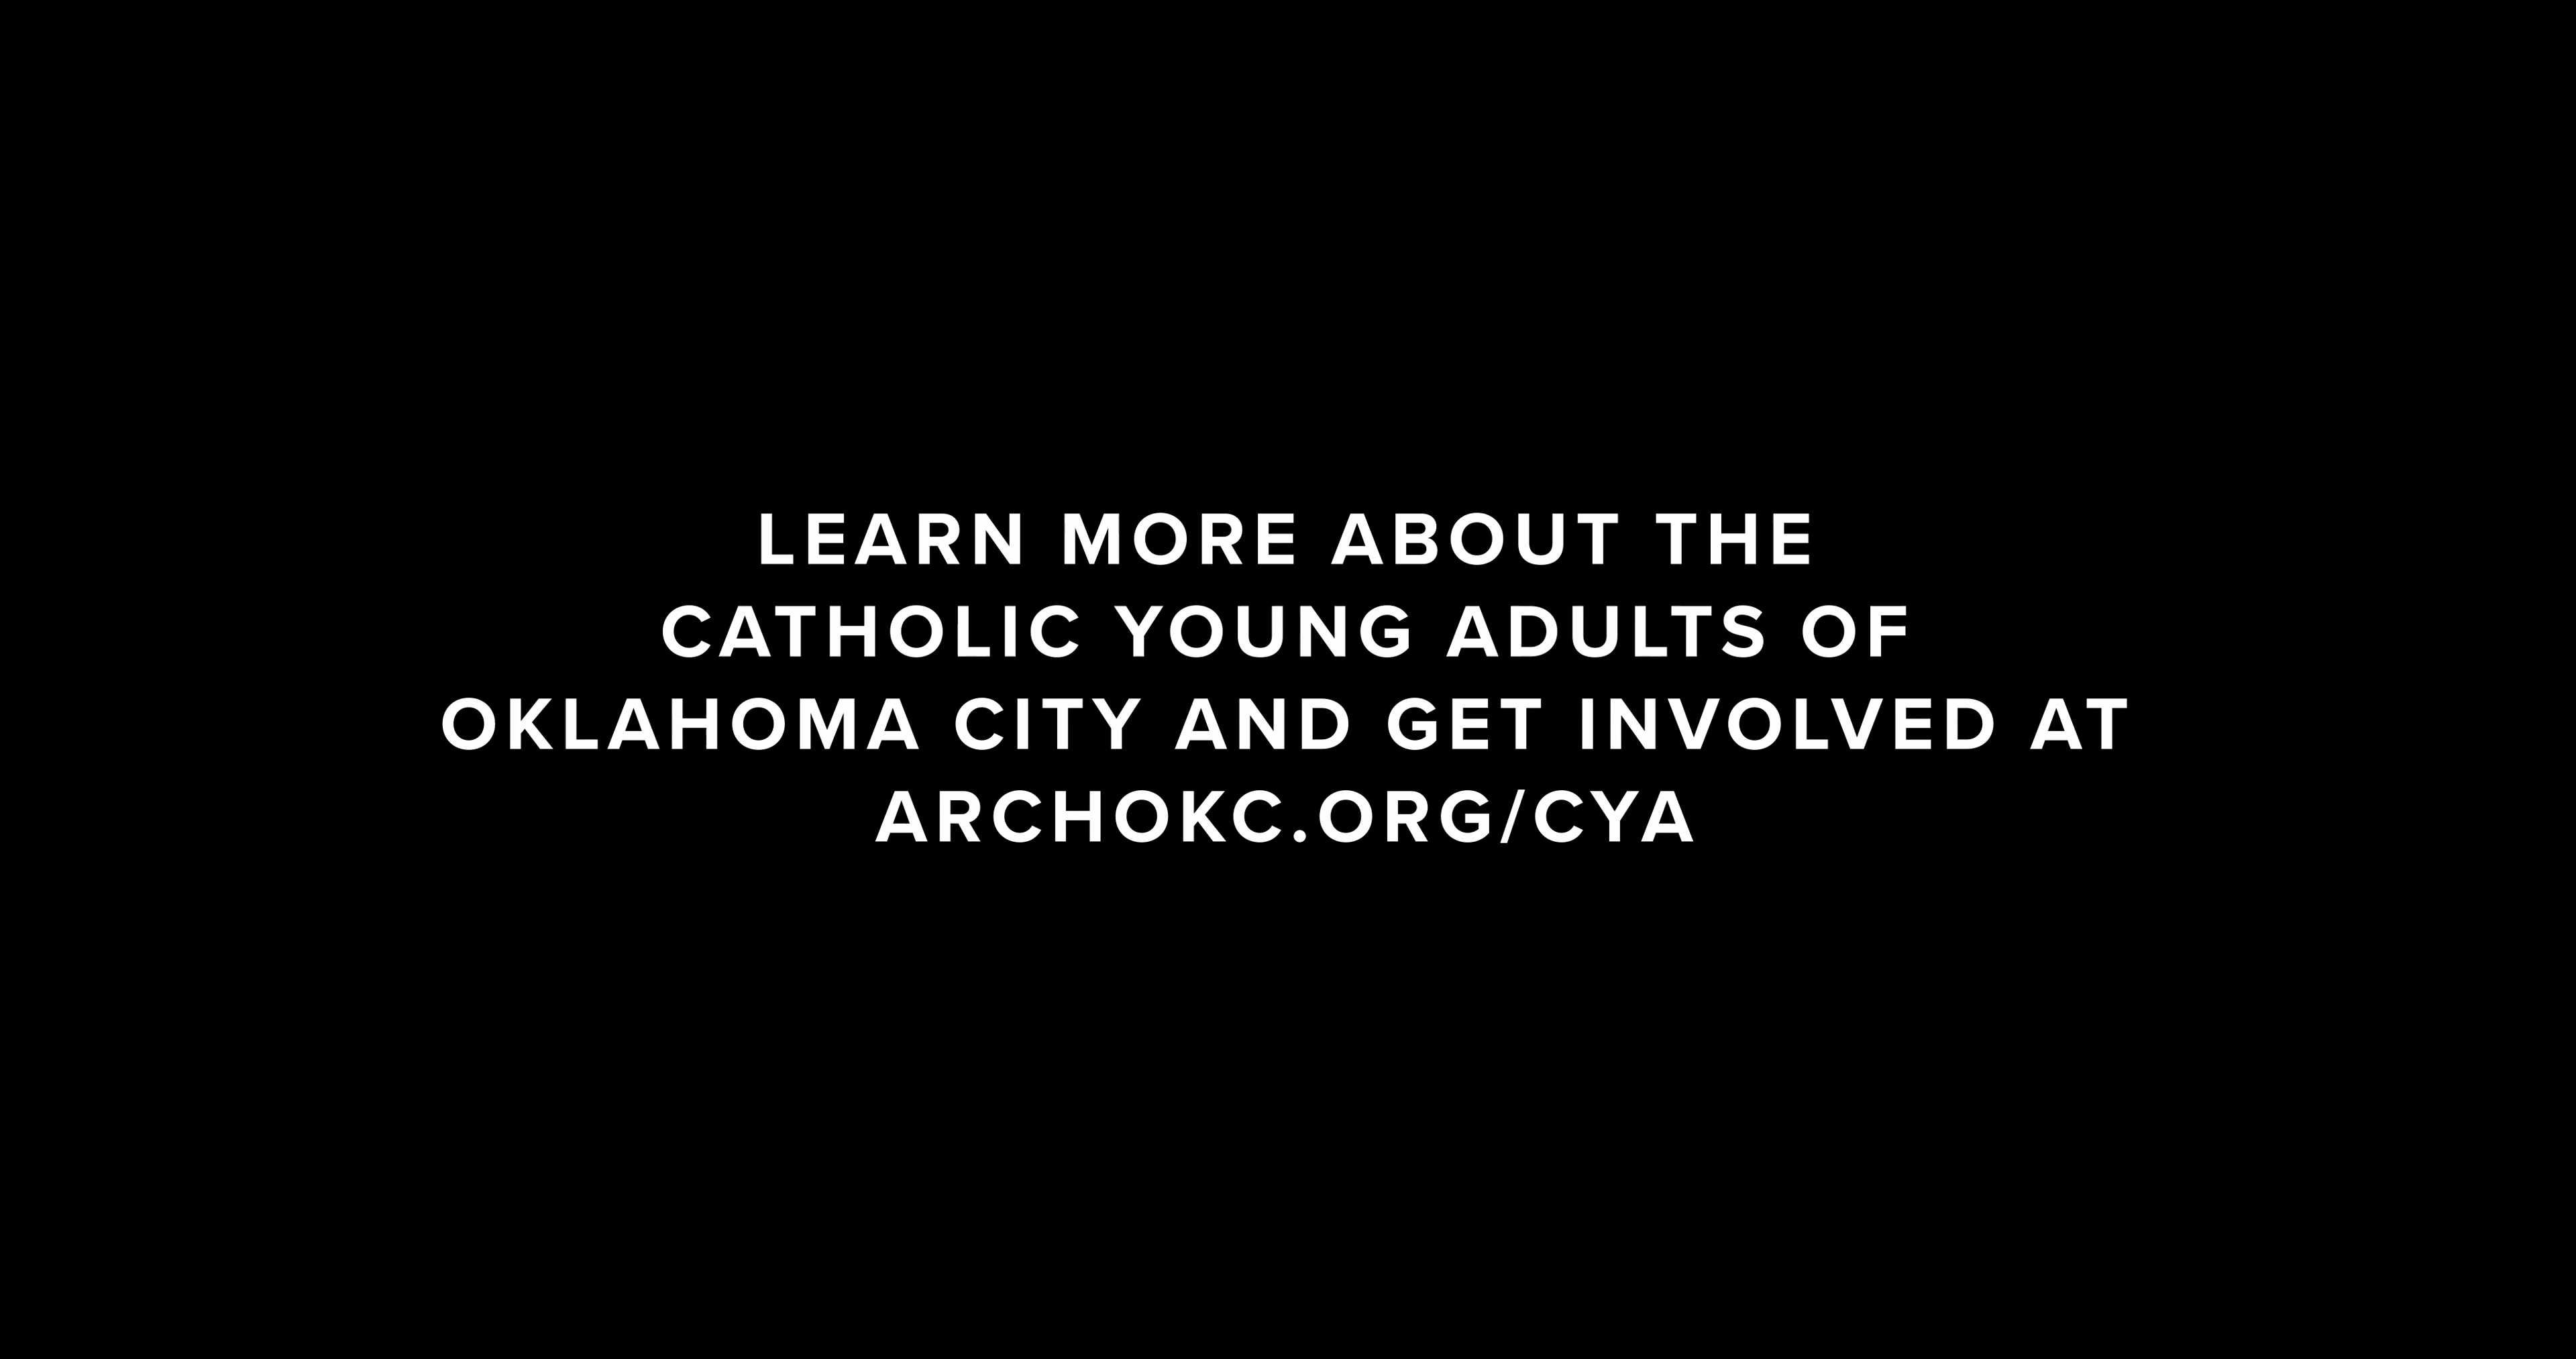 LEARN MORE ABOUT THE
CATHOLIC YOUNG ADULTS OF
OKLAHOMA CITY AND GET INVOLVED AT
ARCHOKC.ORG/CYA